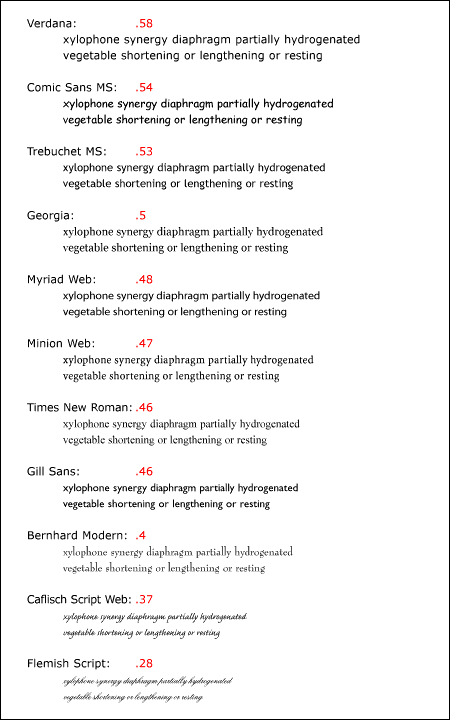 Verdana: .58
xylophone synergy diaphragm partially hydrogenated
vegetable shortening or lengthening or resting
Comic Sans MS: .54
xylophone synergy diaphragm partially hydrogenated
vegetable shortening or lengthening or resting
Trebuchet MS: .53
xylophone synergy diaphragm partially hydrogenated
vegetable shortening or lengthening or resting
Georgia: .5
xylophone synergy diaphragm partially hydrogenated
vegetable shortening or lengthening or resting
Myriad Web: .48
xylophone synergy diaphragm partially hydrogenated
vegetable shortening or lengthening or resting
Minion Web: .47
xylophone synergy diaphragm partially hydrogenated
vegetable shortening or lengthening or resting
Times New Roman: .46
xylophone synergy diaphragm partially hydrogenated
vegetable shortening or lengthening or resting
Gill Sans: .46
xylophone synergy diaphragm partially hydrogenated
vegetable shortening or lengthening or resting
Bernhard Modern: .4
xylophone synergy diaphragm partially hydrogenated
vegetable shortening or lengthening or resting
Caflisch Script Web: .37
xylophone synergy diaphragm partially hydrogenated
vegetable shortening or lengthening or resting
Flemish Script: .28
xylophone synergy diaphragm partially hydrogenated
vegetable shortening or lengthening or resting